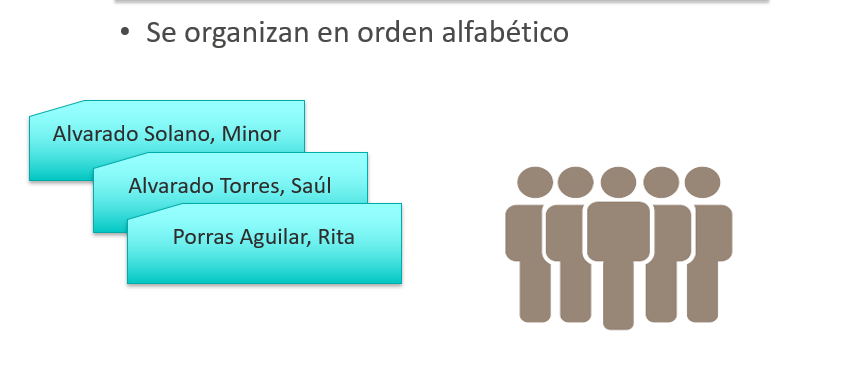 • Se organizan en orden alfabético
Alvarado Solano, Minor
Alvarado Torres, Saúl
Porras Aguilar, Rita